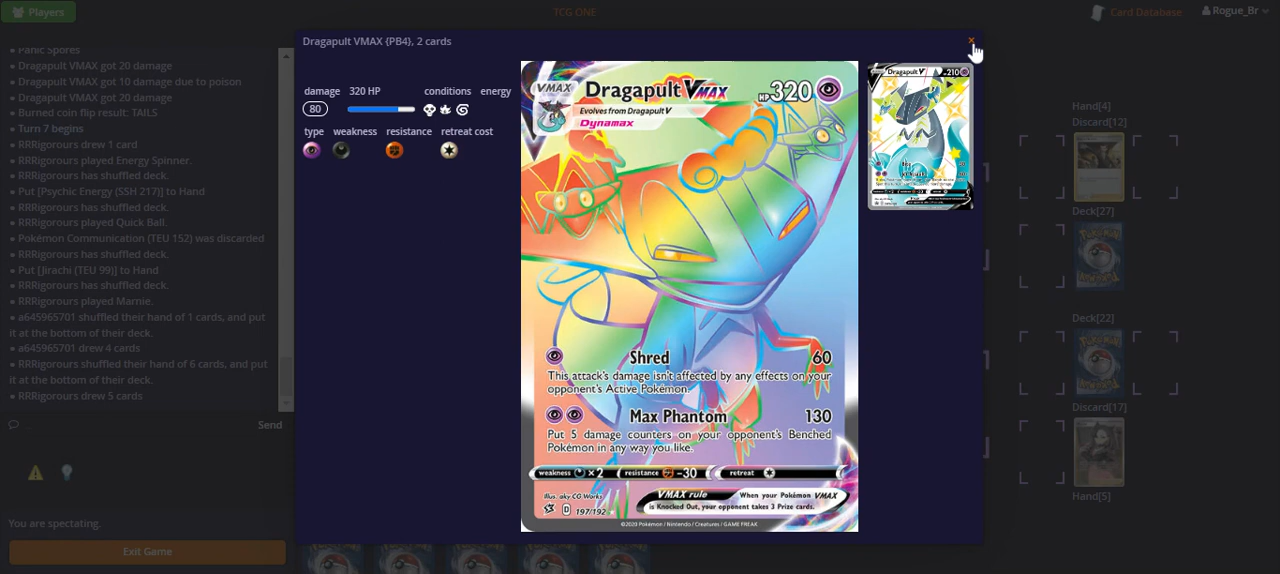 Players
TCG ONE
Card Database
Rogue_Br
• Panic Spores
• Dragapult VMAX got 20 damage
• Dragapult VMAX got 10 damage due to poison
• Dragapult VMAX got 20 damage
• Burned coin flip result: TAILS
• Turn 7 begins
• RRRigorours drew 1 card
• RRRigorours played Energy Spinner.
• RRRigorours has shuffled deck.
• Put [Psychic Energy (SSH 217)] to Hand
• RRRigorours has shuffled deck.
• RRRigorours played Quick Ball.
• Pokémon Communication (TEU 152) was discarded
• RRRigorours has shuffled deck.
• Put [Jirachi (TEU 99)] to Hand
• RRRigorours has shuffled deck.
• RRRigorours played Marnie.
• a645965701 shuffled their hand of 1 cards, and put
it at the bottom of their deck.
• a645965701 drew 4 cards
• RRRigorours shuffled their hand of 6 cards, and put
it at the bottom of their deck.
• RRRigorours drew 5 cards
Send
You are spectating.
Exit Game
Dragapult VMAX {PB4}, 2 cards
×
damage 320 HP conditions energy
80
type weakness resistance retreat cost
VMAX
Dragapult VMAX
HP 320
Evolves from Dragapult V
Dynamax
Shred 60
This attack's damage isn't affected by any effects on your
opponent's Active Pokémon.
Max Phantom 130
Put 5 damage counters on your opponent's Benched
Pokémon in any way you like.
weakness ×2 resistance -30 retreat
Illus. aky CG Works
D 197/192
VMAX rule When your Pokémon VMAX
is Knocked Out, your opponent takes 3 Prize cards.
©2020 Pokémon / Nintendo / Creatures / GAME FREAK
Dragapult V
210
Hand[4]
Discard[12]
Deck[27]
Deck[22]
Discard[17]
Hand[5]